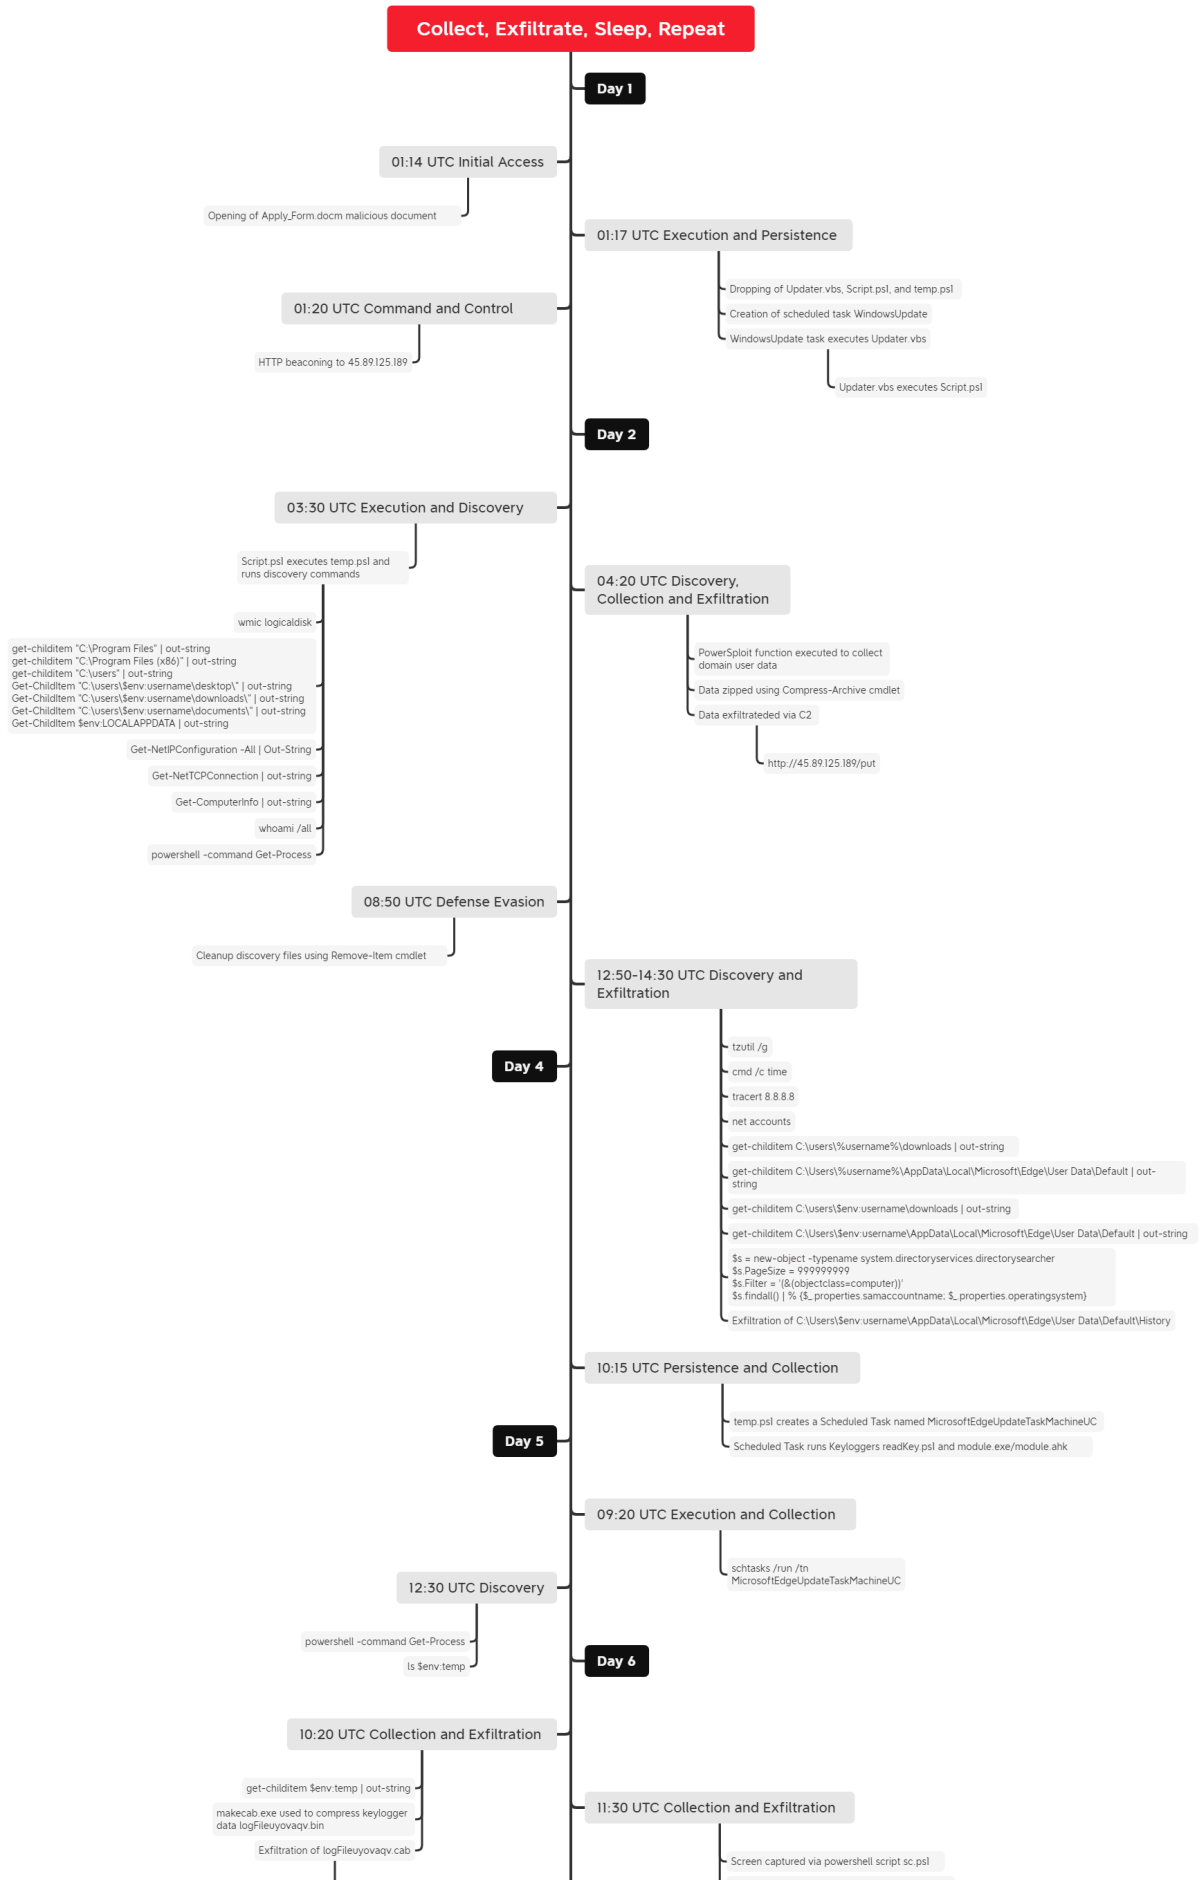 Collect, Exfiltrate, Sleep, Repeat
Day 1
01:14 UTC Initial Access
Opening of Apply_Form.docm malicious document
01:17 UTC Execution and Persistence
Dropping of Updater.vbs, Script.ps1, and temp.ps1
Creation of scheduled task WindowsUpdate
WindowsUpdate task executes Updater.vbs
Updater.vbs executes Script.ps1
01:20 UTC Command and Control
HTTP beaconing to 45.89.125.189
Day 2
03:30 UTC Execution and Discovery
Script.ps1 executes temp.ps1 and
runs discovery commands
wmic logicaldisk
get-childitem "C:\Program Files" | out-string
get-childitem "C:\Program Files (x86)" | out-string
get-childitem "C:\users" | out-string
Get-ChildItem "C:\users\$env:username\desktop\" | out-string
Get-ChildItem "C:\users\$env:username\downloads\" | out-string
Get-ChildItem "C:\users\$env:username\documents\" | out-string
Get-ChildItem $env:LOCALAPPDATA | out-string
Get-NetIPConfiguration -All | Out-String
Get-NetTCPConnection | out-string
Get-ComputerInfo | out-string
whoami /all
powershell -command Get-Process
04:20 UTC Discovery,
Collection and Exfiltration
PowerSploit function executed to collect
domain user data
Data zipped using Compress-Archive cmdlet
Data exfiltrateded via C2
http://45.89.125.189/put
08:50 UTC Defense Evasion
Cleanup discovery files using Remove-Item cmdlet
12:50-14:30 UTC Discovery and
Exfiltration
tzutil /g
cmd /c time
tracert 8.8.8.8
net accounts
get-childitem C:\users\%username%\downloads | out-string
get-childitem C:\Users\%username%\AppData\Local\Microsoft\Edge\User Data\Default | out-
string
get-childitem C:\users\$env:username\downloads | out-string
get-childitem C:\Users\$env:username\AppData\Local\Microsoft\Edge\User Data\Default | out-string
$s = new-object -typename system.directoryservices.directorysearcher
$s.PageSize = 999999999
$s.Filter = '(&(objectclass=computer))'
$s.findall() | % {$_.properties.samaccountname; $_.properties.operatingsystem}
Exfiltration of C:\Users\$env:username\AppData\Local\Microsoft\Edge\User Data\Default\History
Day 4
10:15 UTC Persistence and Collection
temp.ps1 creates a Scheduled Task named MicrosoftEdgeUpdateTaskMachineUC
Scheduled Task runs Keyloggers readKey.ps1 and module.exe/module.ahk
Day 5
09:20 UTC Execution and Collection
schtasks /run /tn
MicrosoftEdgeUpdateTaskMachineUC
12:30 UTC Discovery
powershell -command Get-Process
ls $env:temp
Day 6
10:20 UTC Collection and Exfiltration
get-childitem $env:temp | out-string
makecab.exe used to compress keylogger
data logFileuyovaqv.bin
Exfiltration of logFileuyovaqv.cab
11:30 UTC Collection and Exfiltration
Screen captured via powershell script sc.ps1